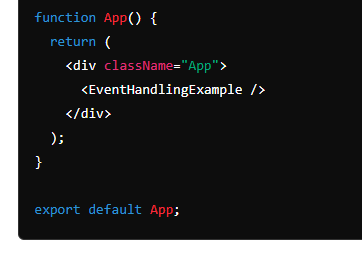 function App() {
  return (
    <div className="App">
      <EventHandlingExample />
    </div>
  );
}

export default App;